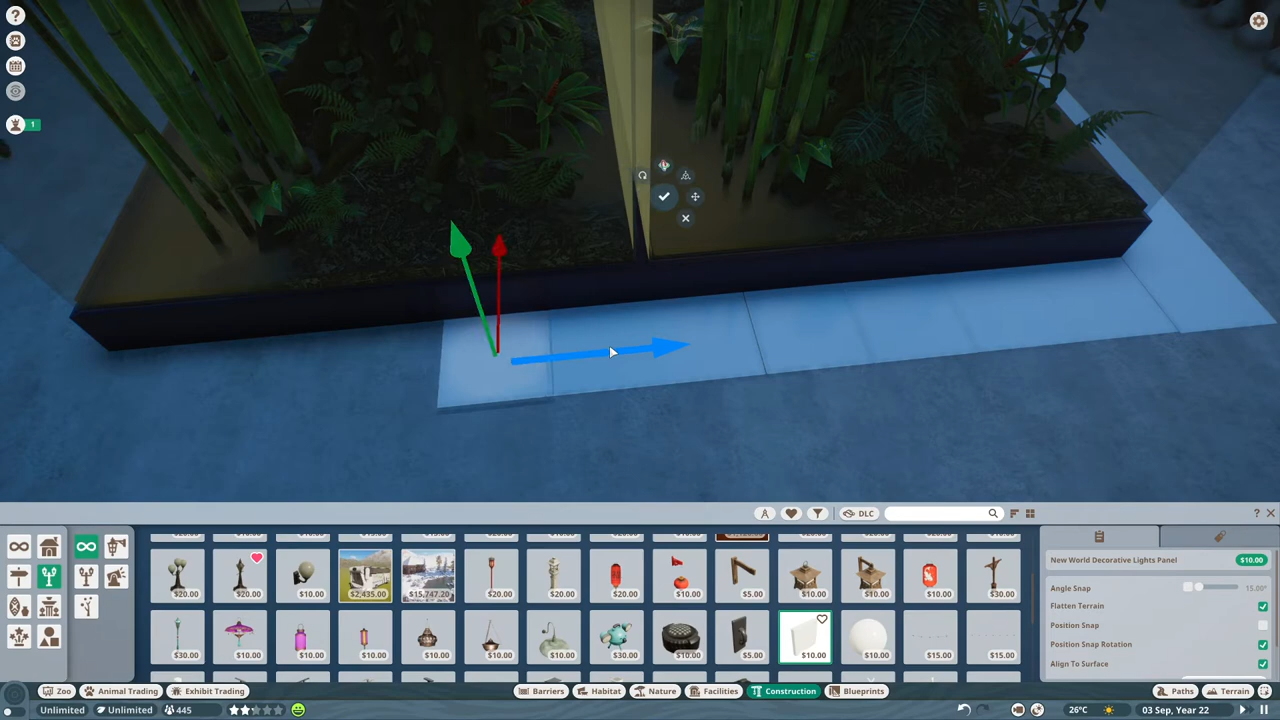 ?
1
DLC
? ×
$20.00 $20.00 $10.00 $2,435.00 $15,747.20 $20.00 $20.00 $20.00 $10.00 $5.00 $10.00 $10.00 $10.00 $30.00
$30.00 $10.00 $10.00 $10.00 $10.00 $10.00 $10.00 $30.00 $10.00 $5.00 $10.00 $10.00 $15.00 $15.00
New World Decorative Lights Panel $10.00
Angle Snap 15.00°
Flatten Terrain
Position Snap
Position Snap Rotation
Align To Surface
Zoo Animal Trading Exhibit Trading Barriers Habitat Nature Facilities Construction Blueprints Paths Terrain
Unlimited Unlimited 445 26°C 03 Sep, Year 22